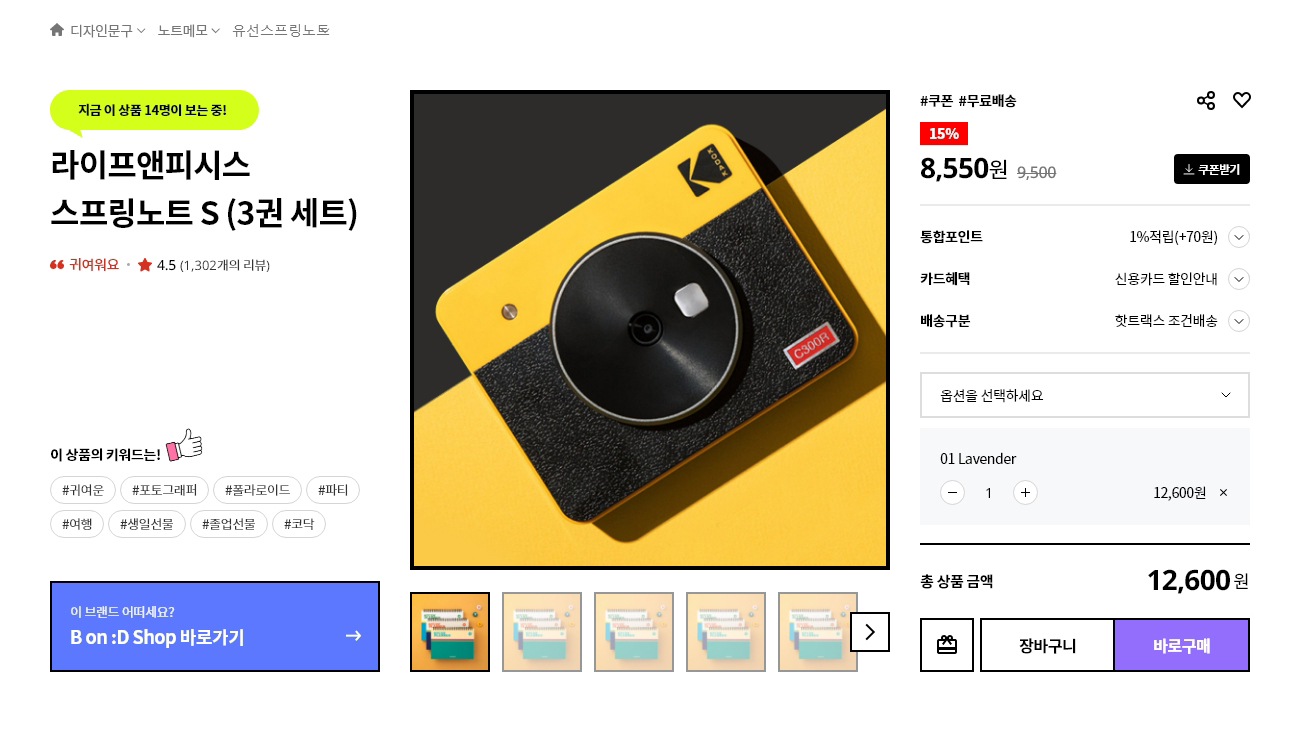 디자인문구 노트메모 유선스프링노트
지금 이 상품 14명이 보는 중!
라이프앤피시스
스프링노트 S (3권 세트)
귀여워요 · 4.5 (1,302개의 리뷰)
이 상품의 키워드는!
#귀여운 #포토그래퍼 #폴라로이드 #파티
#여행 #생일선물 #졸업선물 #코닥
이 브랜드 어떠세요?
B on :D Shop 바로가기
KODAK
C300R
#쿠폰 #무료배송
15%
8,550원 9,500
쿠폰받기
통합포인트 1%적립(+70원)
카드혜택 신용카드 할인안내
배송구분 핫트랙스 조건배송
옵션을 선택하세요
01 Lavender
1 12,600원
총 상품 금액 12,600 원
장바구니 바로구매